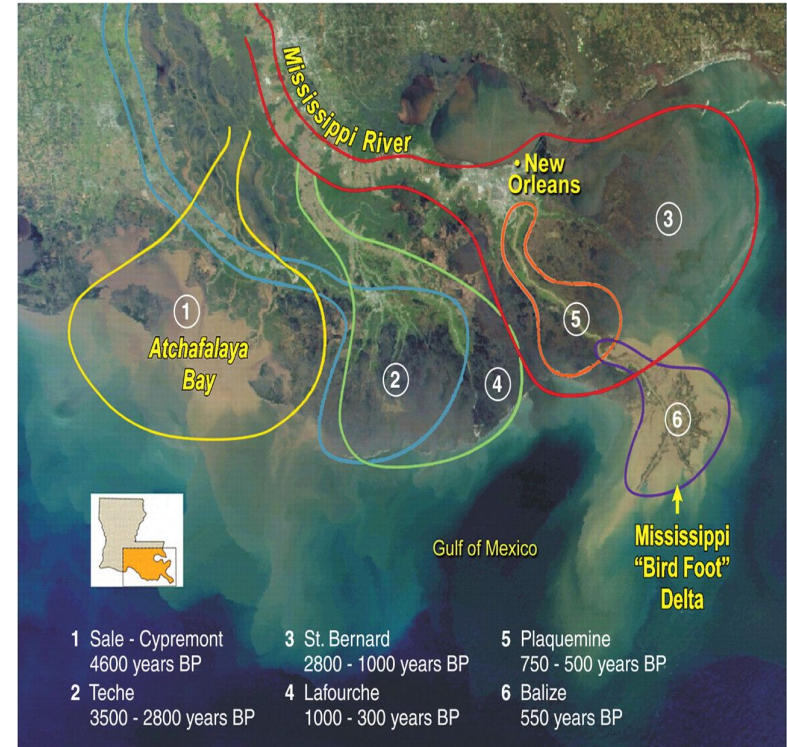 Mississippi River
• New
Orleans
3
1
5
Atchafalaya
Bay
2
4
6
Mississippi
“Bird Foot”
Delta
Gulf of Mexico
1 Sale - Cypremont
4600 years BP
2 Teche
3500 - 2800 years BP
3 St. Bernard
2800 - 1000 years BP
4 Lafourche
1000 - 300 years BP
5 Plaquemine
750 - 500 years BP
6 Balize
550 years BP